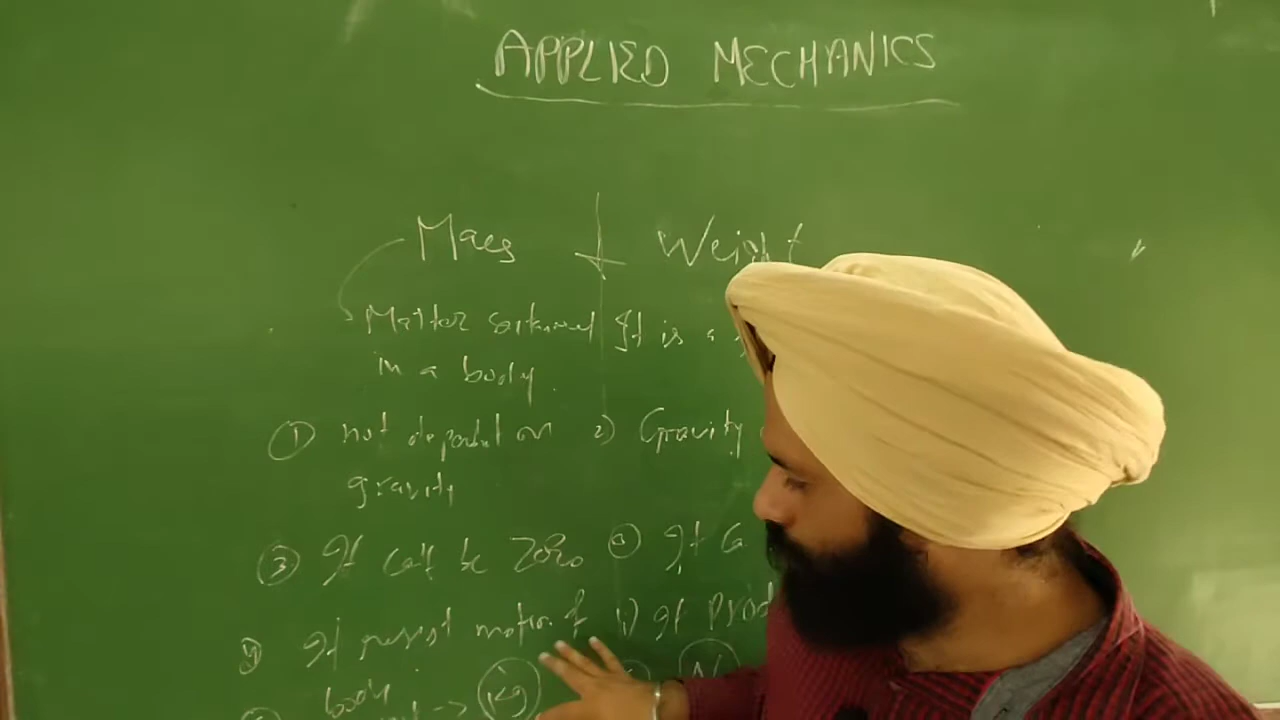 APPLIED MECHANICS
Mass Weight
Matter contained It is a
in a body.
① not depend on 2) Gravity
gravity
③ It can't be zero It Ca
It resist motion of It prod
body
→ Kg N